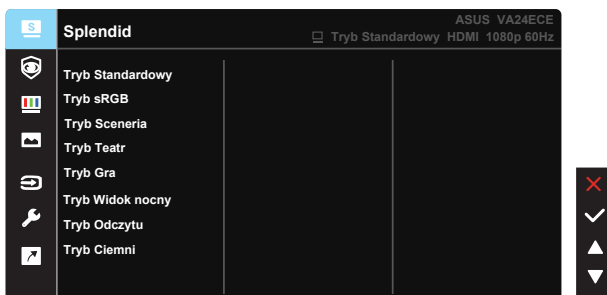 S
Splendid
ASUS VA24ECE
Tryb Standardowy HDMI 1080p 60Hz
Tryb Standardowy
Tryb sRGB
Tryb Sceneria
Tryb Teatr
Tryb Gra
Tryb Widok nocny
Tryb Odczytu
Tryb Ciemni